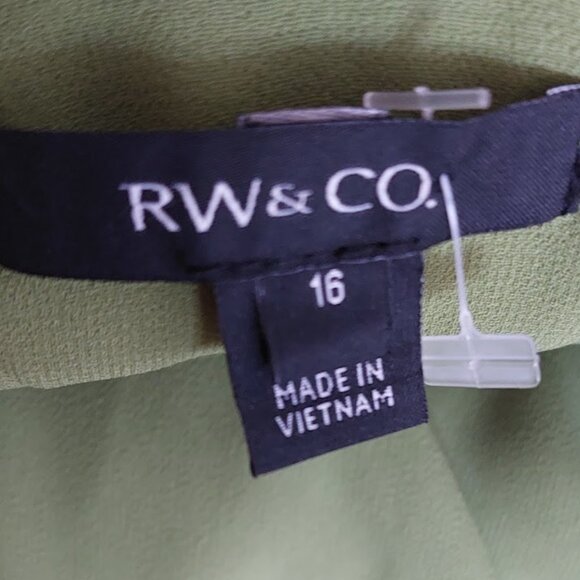 RW & CO.
16
MADE IN
VIETNAM